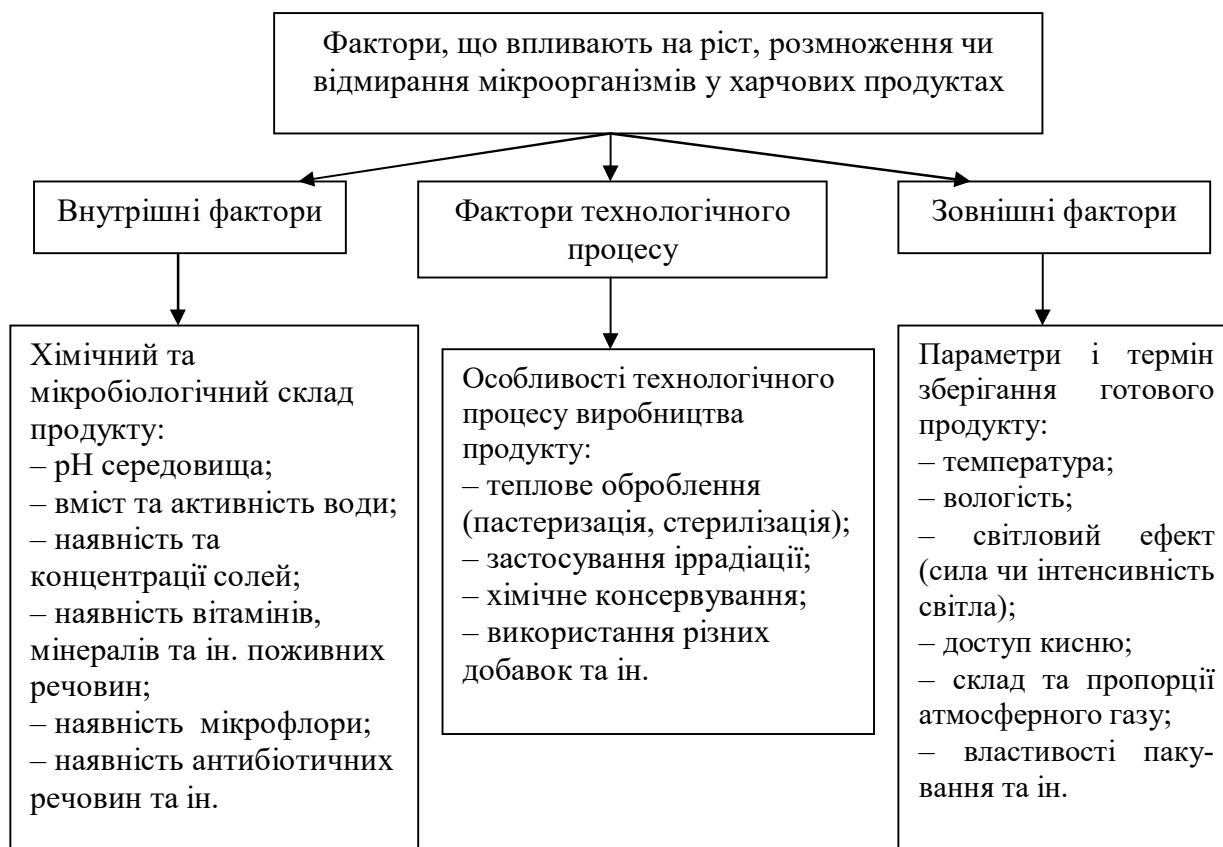 Фактори, що впливають на ріст, розмноження чи
відмирання мікроорганізмів у харчових продуктах
Внутрішні фактори
Фактори технологічного
процесу
Зовнішні фактори
Хімічний та
мікробіологічний склад
продукту:
– рН середовища;
– вміст та активність води;
– наявність та
концентрації солей;
– наявність вітамінів,
мінералів та ін. поживних
речовин;
– наявність мікрофлори;
– наявність антибіотичних
речовин та ін.
Особливості технологічного
процесу виробництва
продукту:
– теплове оброблення
(пастеризація, стерилізація);
– застосування іррадіації;
– хімічне консервування;
– використання різних
добавок та ін.
Параметри і термін
зберігання готового
продукту:
– температура;
– вологість;
– світловий ефект
(сила чи інтенсивність
світла);
– доступ кисню;
– склад та пропорції
атмосферного газу;
– властивості паку-
вання та ін.